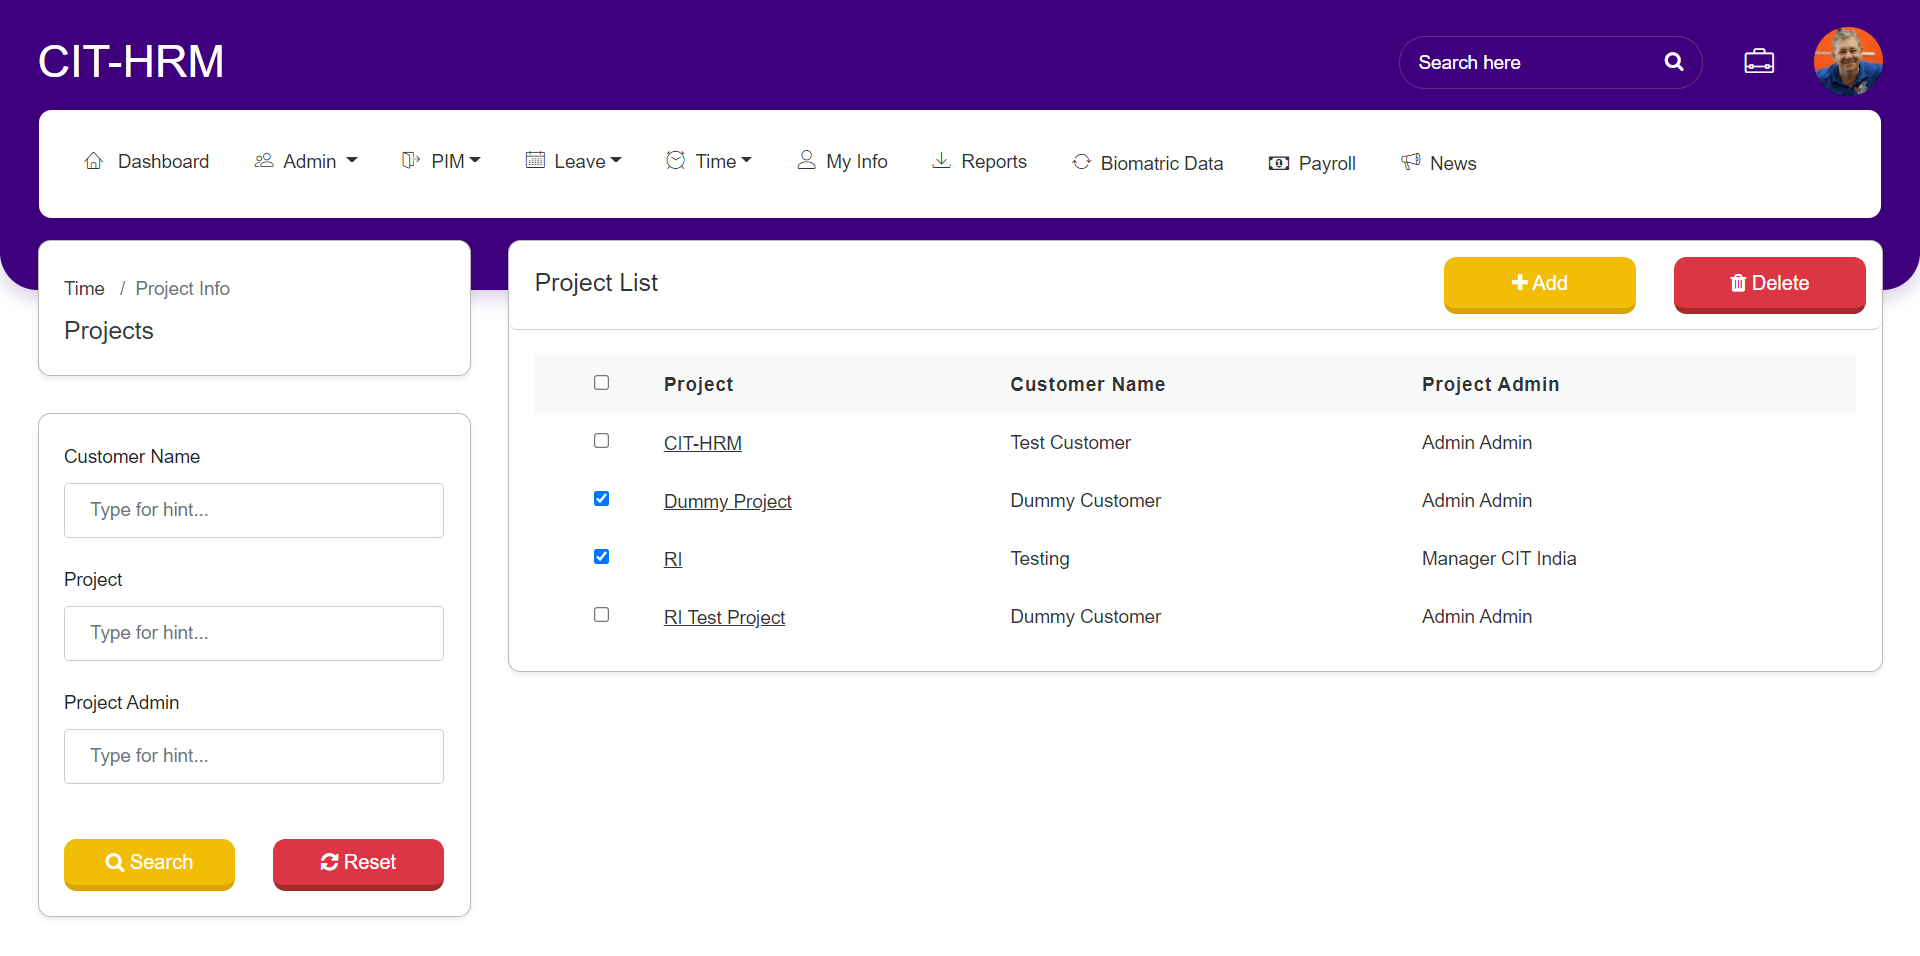 CIT-HRM
Search here
Dashboard Admin PIM Leave Time My Info Reports Biomatric Data Payroll News
Time / Project Info
Projects
Customer Name
Type for hint...
Project
Type for hint...
Project Admin
Type for hint...
Search Reset
Project List
Add Delete
Project Customer Name Project Admin
CIT-HRM Test Customer Admin Admin
Dummy Project Dummy Customer Admin Admin
RI Testing Manager CIT India
RI Test Project Dummy Customer Admin Admin